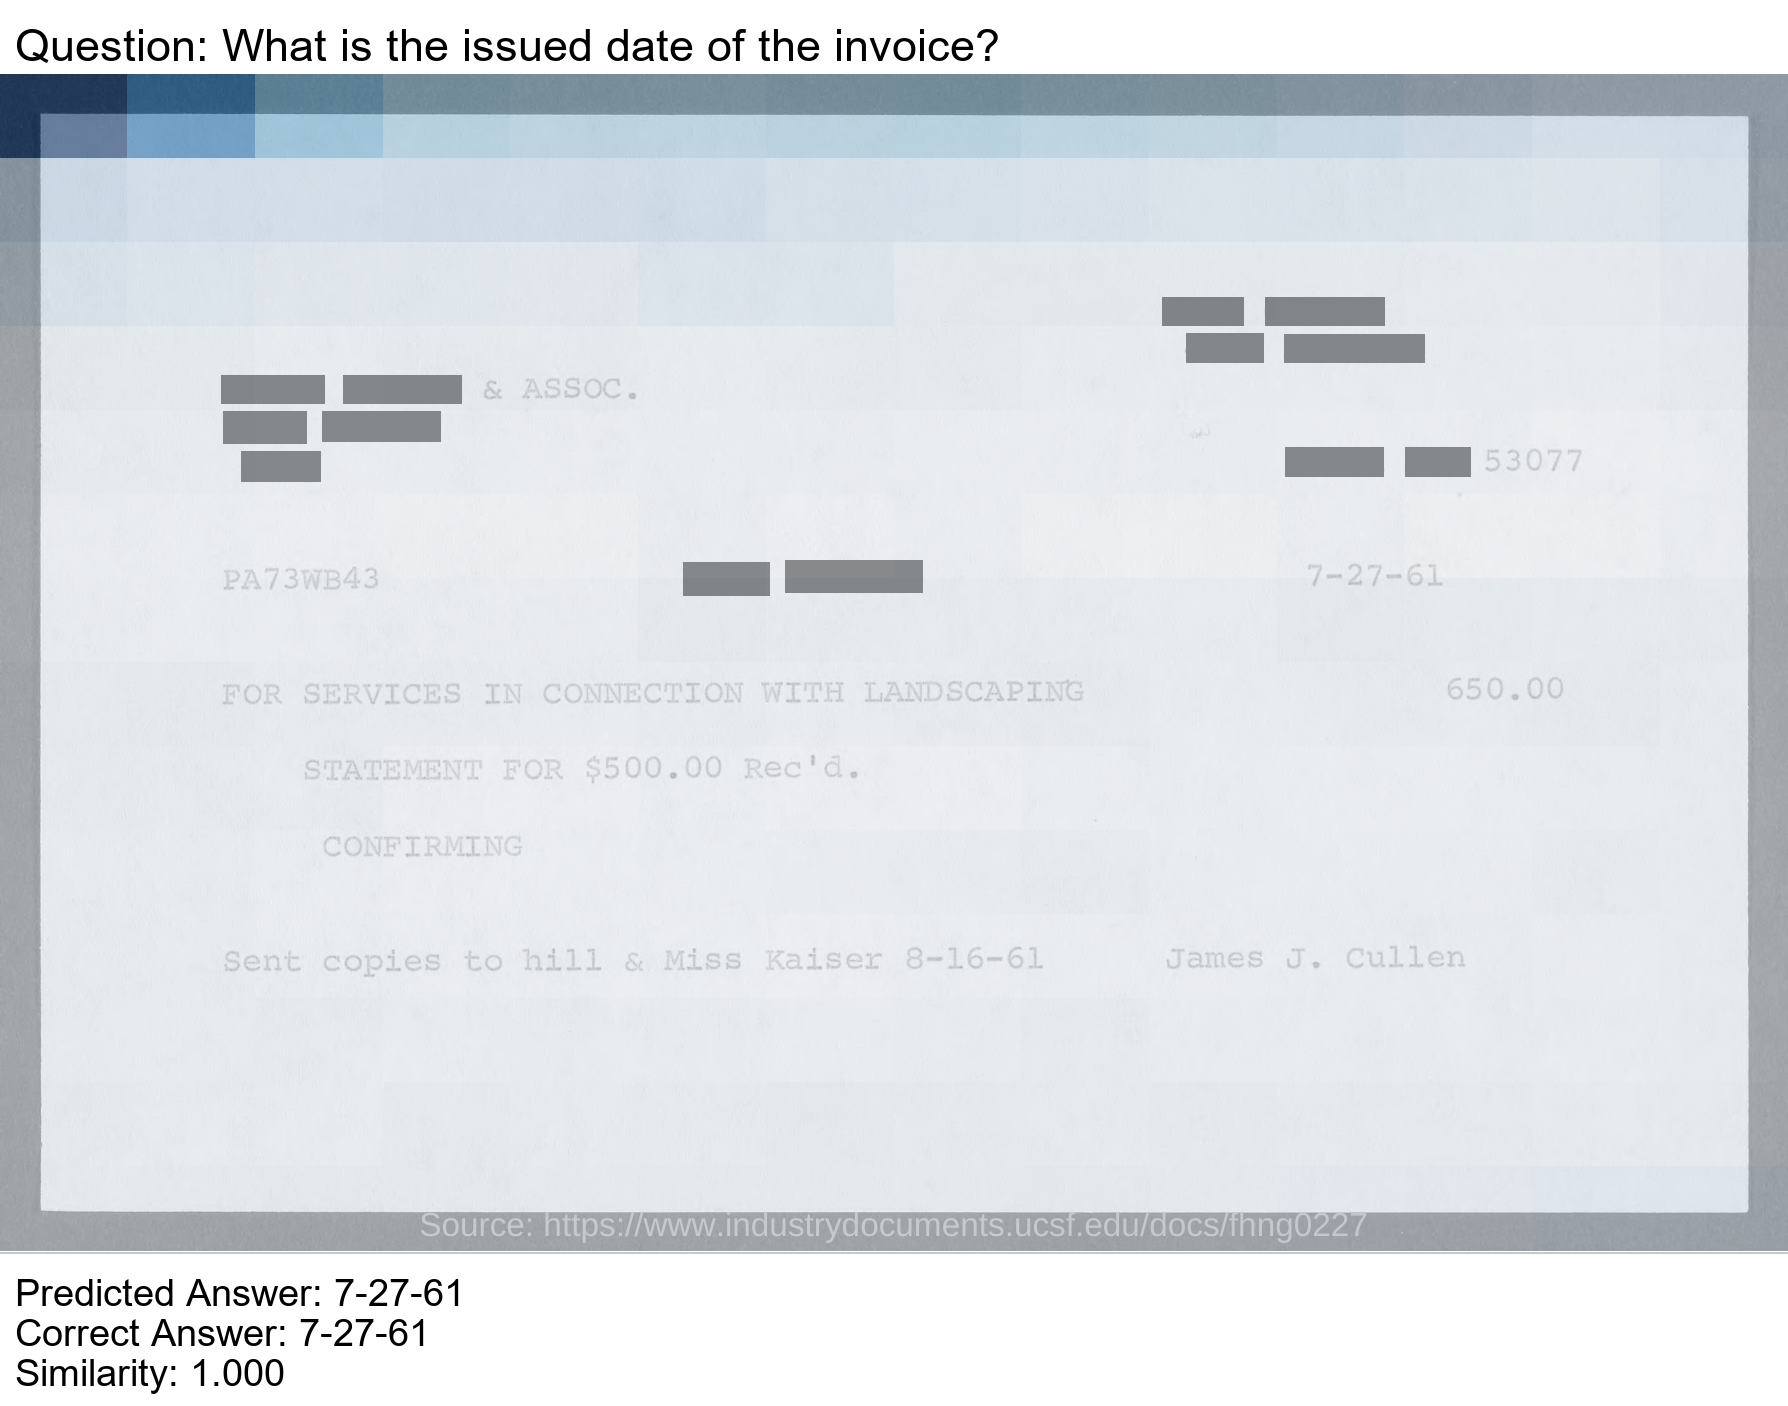 Question: What is the issued date of the invoice?
& ASSOC.
53077
PA73WB43 7-27-61
FOR SERVICES IN CONNECTION WITH LANDSCAPING 650.00
STATEMENT FOR $500.00 Rec'd.
CONFIRMING
Sent copies to hill & Miss Kaiser 8-16-61 James J. Cullen
Source: https://www.industrydocuments.ucsf.edu/docs/fhng0227
Predicted Answer: 7-27-61
Correct Answer: 7-27-61
Similarity: 1.000